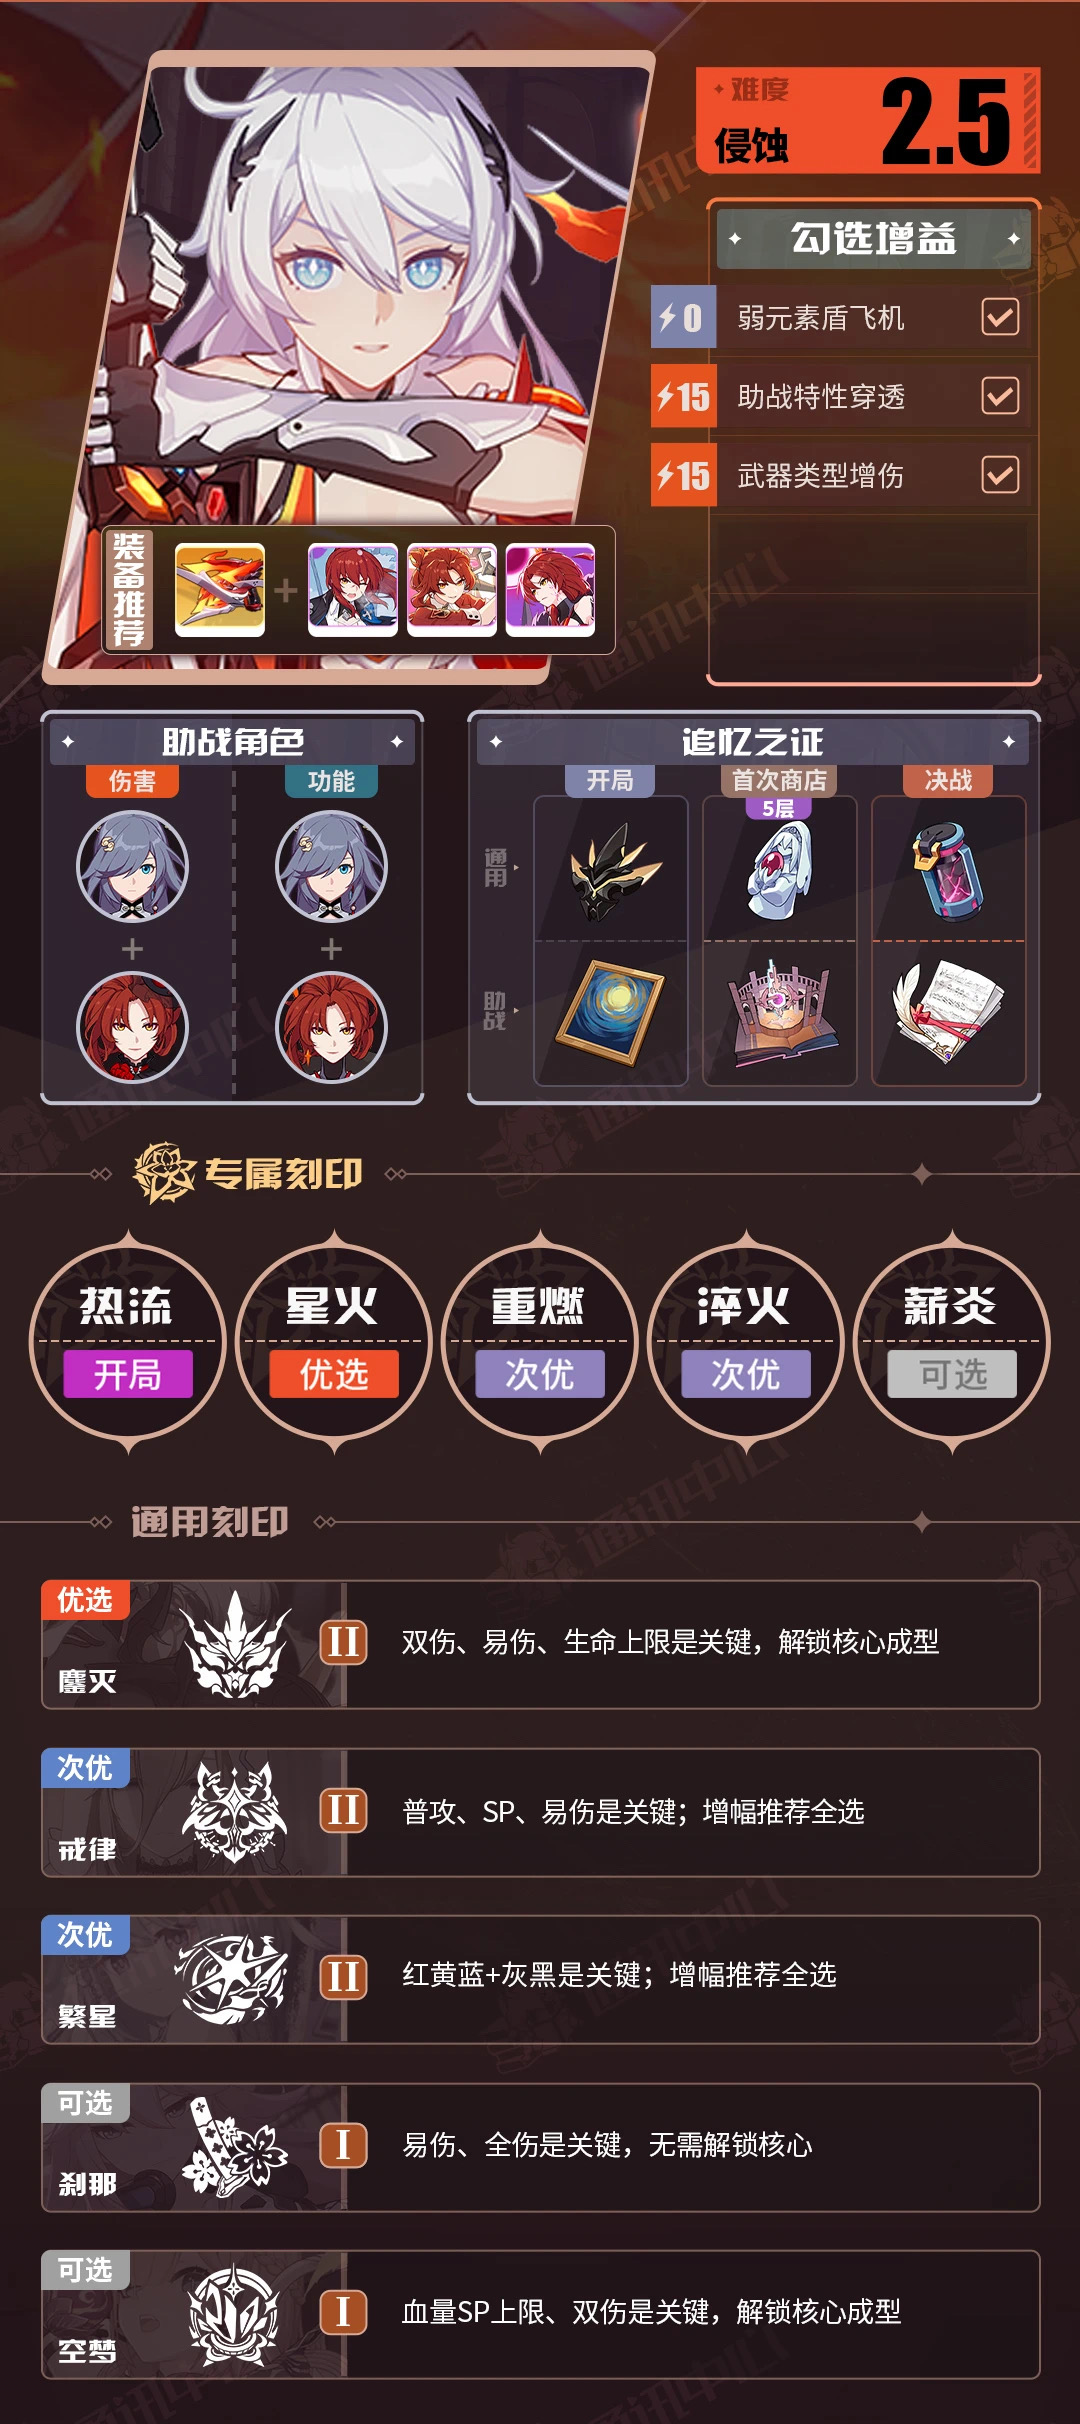 难度
侵蚀
2.5
勾选增益
0
弱元素盾飞机
15
助战特性穿透
15
武器类型增伤
装备推荐
助战角色
伤害
功能
追忆之证
开局
首次商店
决战
5层
通用
助战
专属刻印
热流
开局
星火
优选
重燃
次优
淬火
次优
薪炎
可选
通用刻印
优选
鏖灭
II
双伤、易伤、生命上限是关键，解锁核心成型
次优
戒律
II
普攻、SP、易伤是关键；增幅推荐全选
次优
繁星
II
红黄蓝+灰黑是关键；增幅推荐全选
可选
刹那
I
易伤、全伤是关键，无需解锁核心
可选
空梦
I
血量SP上限、双伤是关键，解锁核心成型
通讯中心